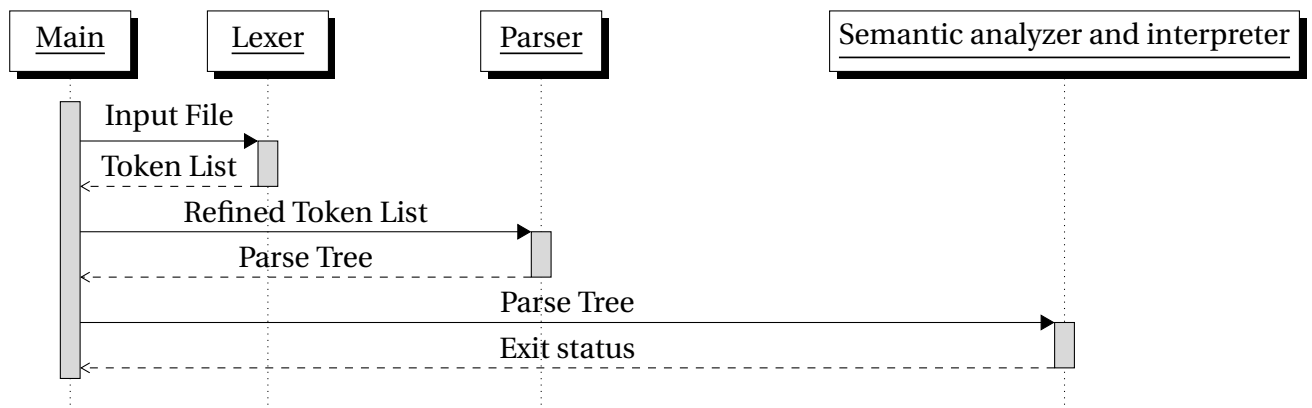 Main
Lexer
Parser
Semantic analyzer and interpreter
Input File
Token List
Refined Token List
Parse Tree
Parse Tree
Exit status